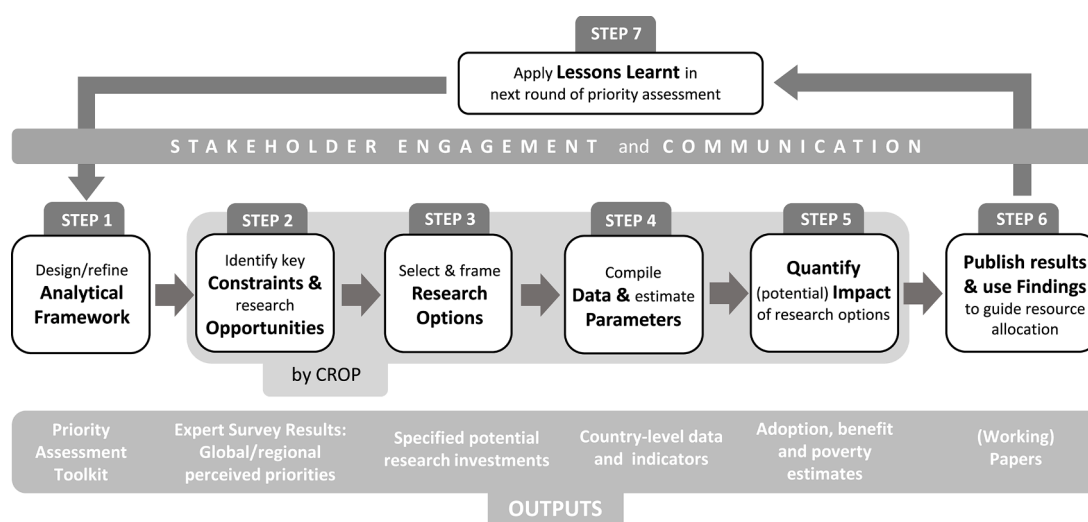 STEP 7
Apply Lessons Learnt in
next round of priority assessment
STAKEHOLDER ENGAGEMENT and COMMUNICATION
STEP 1
Design/refine
Analytical
Framework
STEP 2
Identify key
Constraints &
research
Opportunities
STEP 3
Select & frame
Research
Options
STEP 4
Compile
Data & estimate
Parameters
STEP 5
Quantify
(potential) Impact
of research options
STEP 6
Publish results
& use Findings
to guide resource
allocation
by CROP
Priority
Assessment
Toolkit
Expert Survey Results:
Global/regional
perceived priorities
Specified potential
research investments
Country-level data
and indicators
Adoption, benefit
and poverty
estimates
(Working)
Papers
OUTPUTS